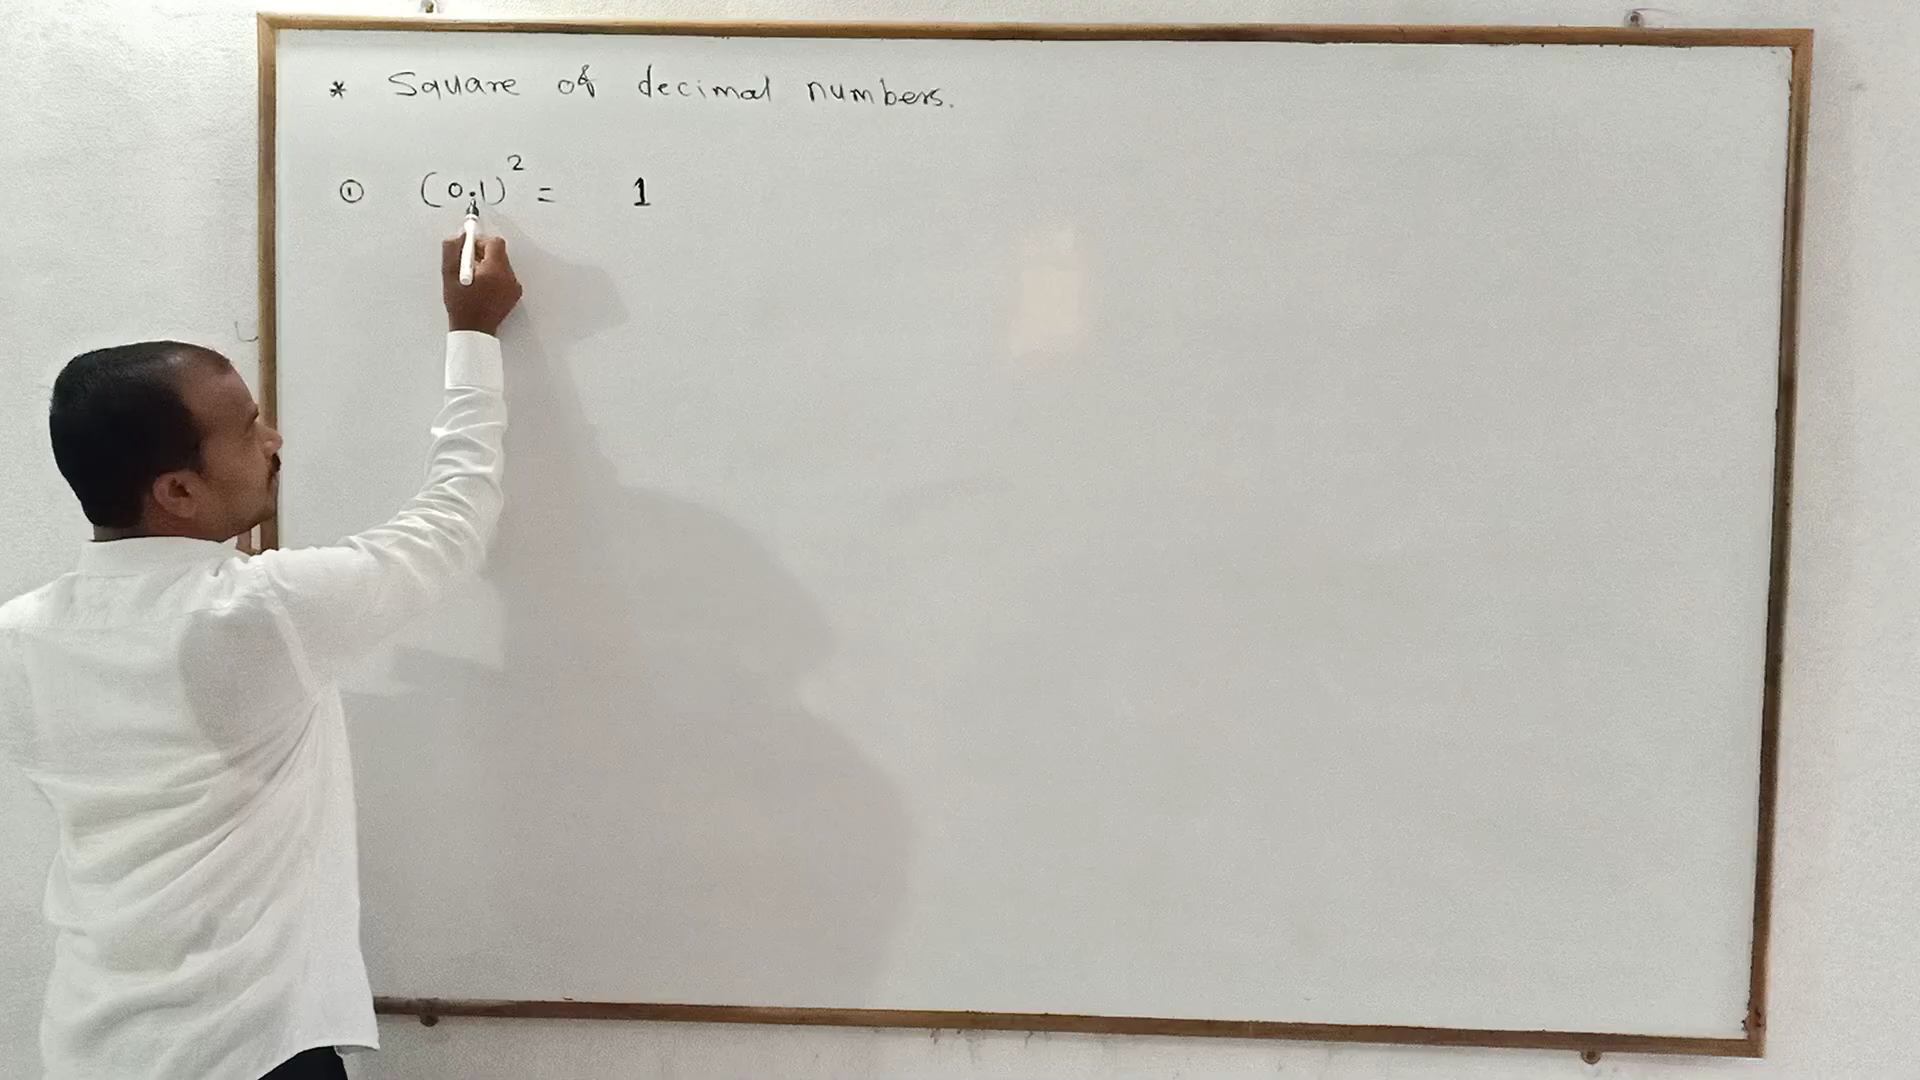 * Square of decimal numbers.
① (0.1)² = 1